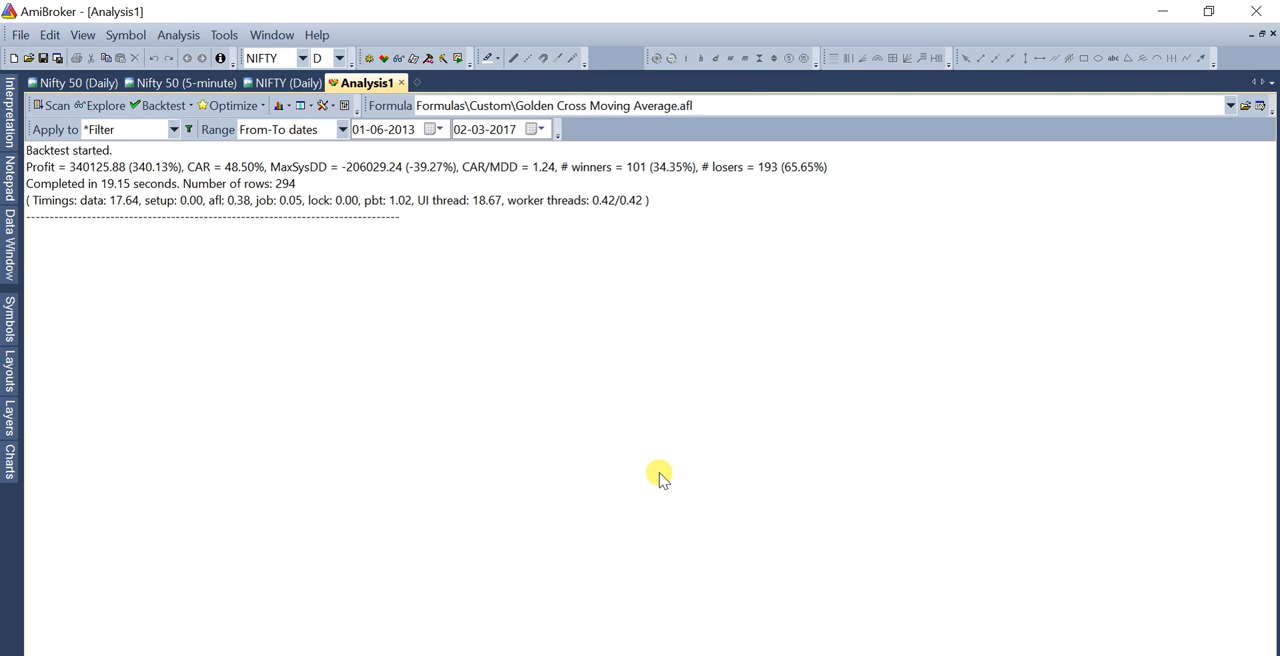 AmiBroker - [Analysis1]
File Edit View Symbol Analysis Tools Window Help
NIFTY D
Nifty 50 (Daily) Nifty 50 (5-minute) NIFTY (Daily) Analysis1
Scan Explore Backtest Optimize Formula Formulas\Custom\Golden Cross Moving Average.afl
Apply to *Filter Range From-To dates 01-06-2013 02-03-2017
Backtest started.
Profit = 340125.88 (340.13%), CAR = 48.50%, MaxSysDD = -206029.24 (-39.27%), CAR/MDD = 1.24, # winners = 101 (34.35%), # losers = 193 (65.65%)
Completed in 19.15 seconds. Number of rows: 294
( Timings: data: 17.64, setup: 0.00, afl: 0.38, job: 0.05, lock: 0.00, pbt: 1.02, UI thread: 18.67, worker threads: 0.42/0.42 )
--------------------------------------------------------------------------------------------
Interpretation
Notepad
Data Window
Symbols
Layouts
Layers
Charts